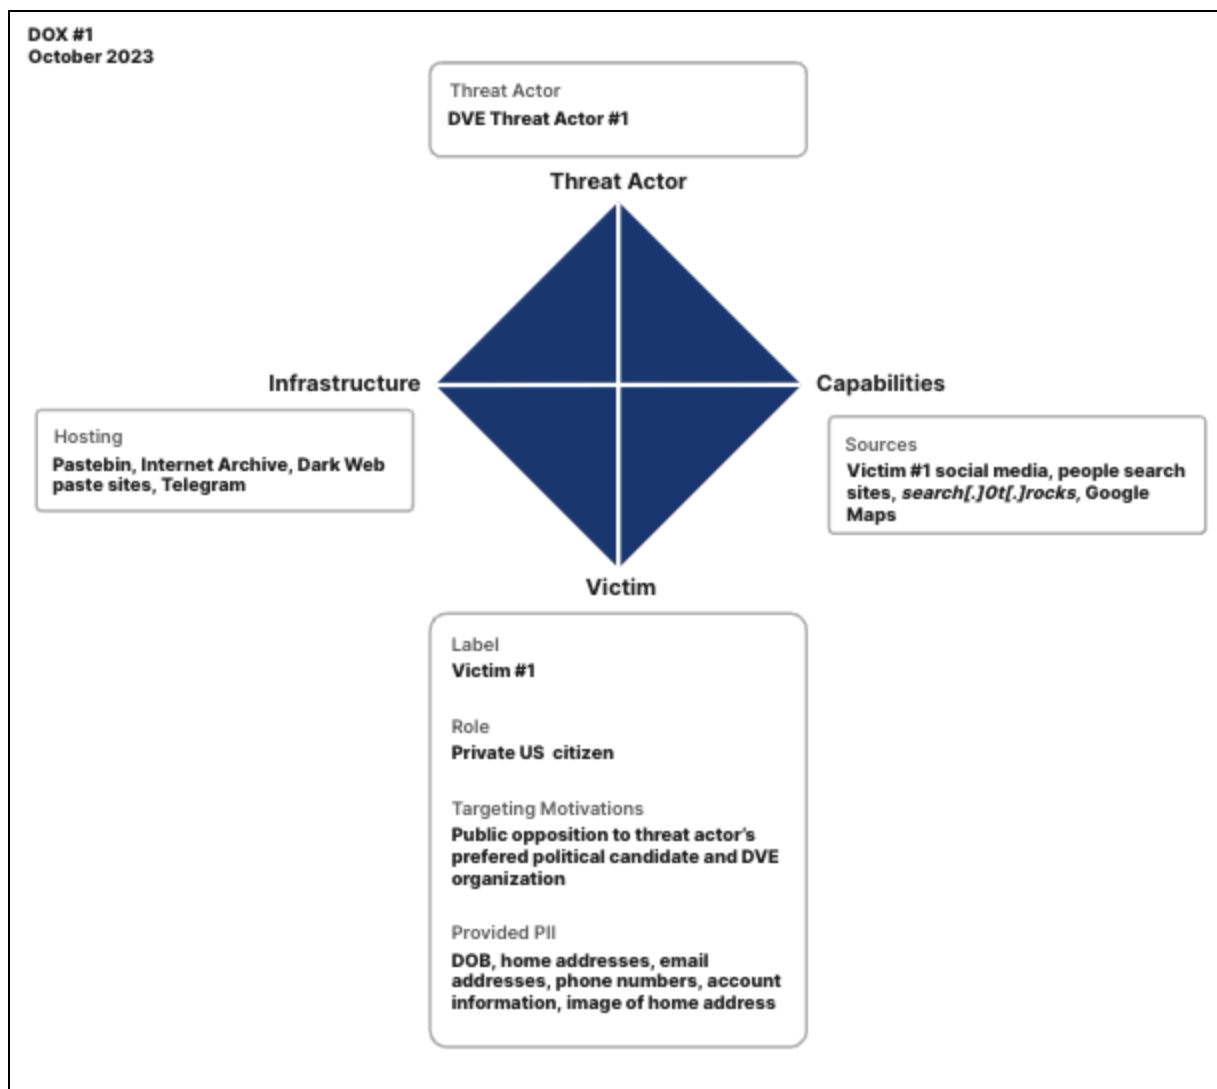 DOX #1
October 2023
Threat Actor
DVE Threat Actor #1
Threat Actor
Infrastructure
Capabilities
Hosting
Pastebin, Internet Archive, Dark Web
paste sites, Telegram
Sources
Victim #1 social media, people search
sites, search[.]0t[.]rocks, Google
Maps
Victim
Label
Victim #1
Role
Private US citizen
Targeting Motivations
Public opposition to threat actor's
prefered political candidate and DVE
organization
Provided PII
DOB, home addresses, email
addresses, phone numbers, account
information, image of home address